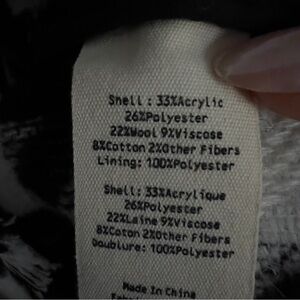 Shell : 33%Acrylic
26%Polyester
22%Wool 9%Viscose
8%Cotton 2%Other Fibers
Lining: 100%Polyester
Shell: 33%Acrylique
26%Polyester
22%Laine 9%Viscose
8%Coton 2%Other Fibers
Doublure: 100%Polyester
Made In China